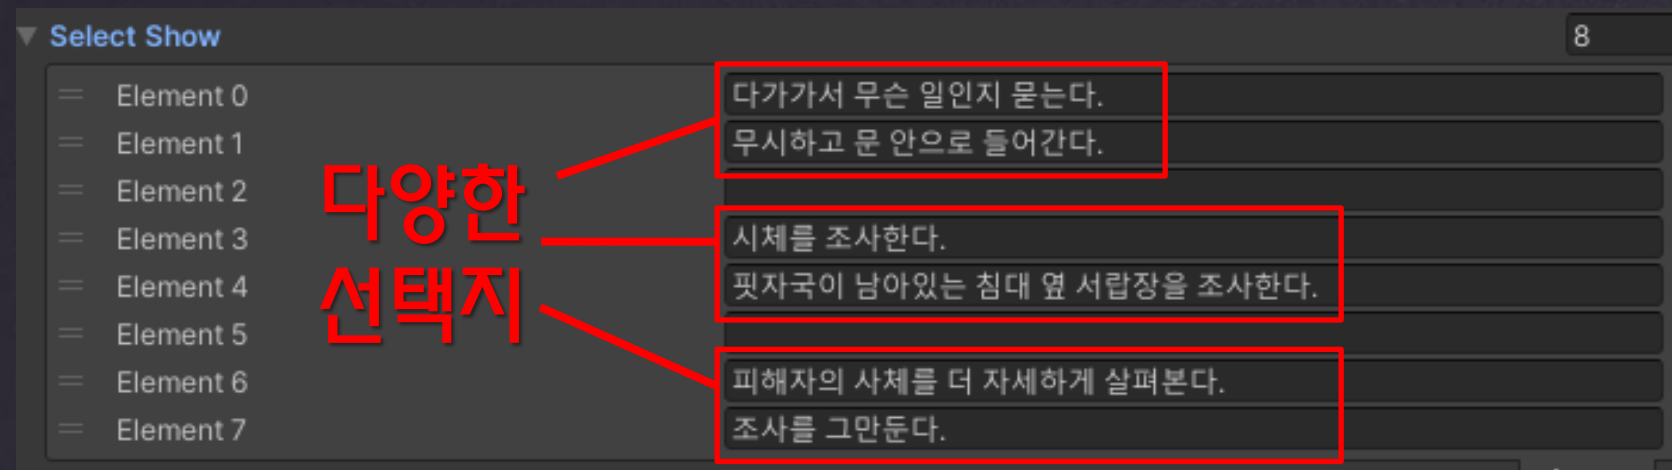 Select Show 8
Element 0 다가가서 무슨 일인지 묻는다.
Element 1 무시하고 문 안으로 들어간다.
Element 2
Element 3 시체를 조사한다.
Element 4 핏자국이 남아있는 침대 옆 서랍장을 조사한다.
Element 5
Element 6 피해자의 사체를 더 자세하게 살펴본다.
Element 7 조사를 그만둔다.
다양한
선택지